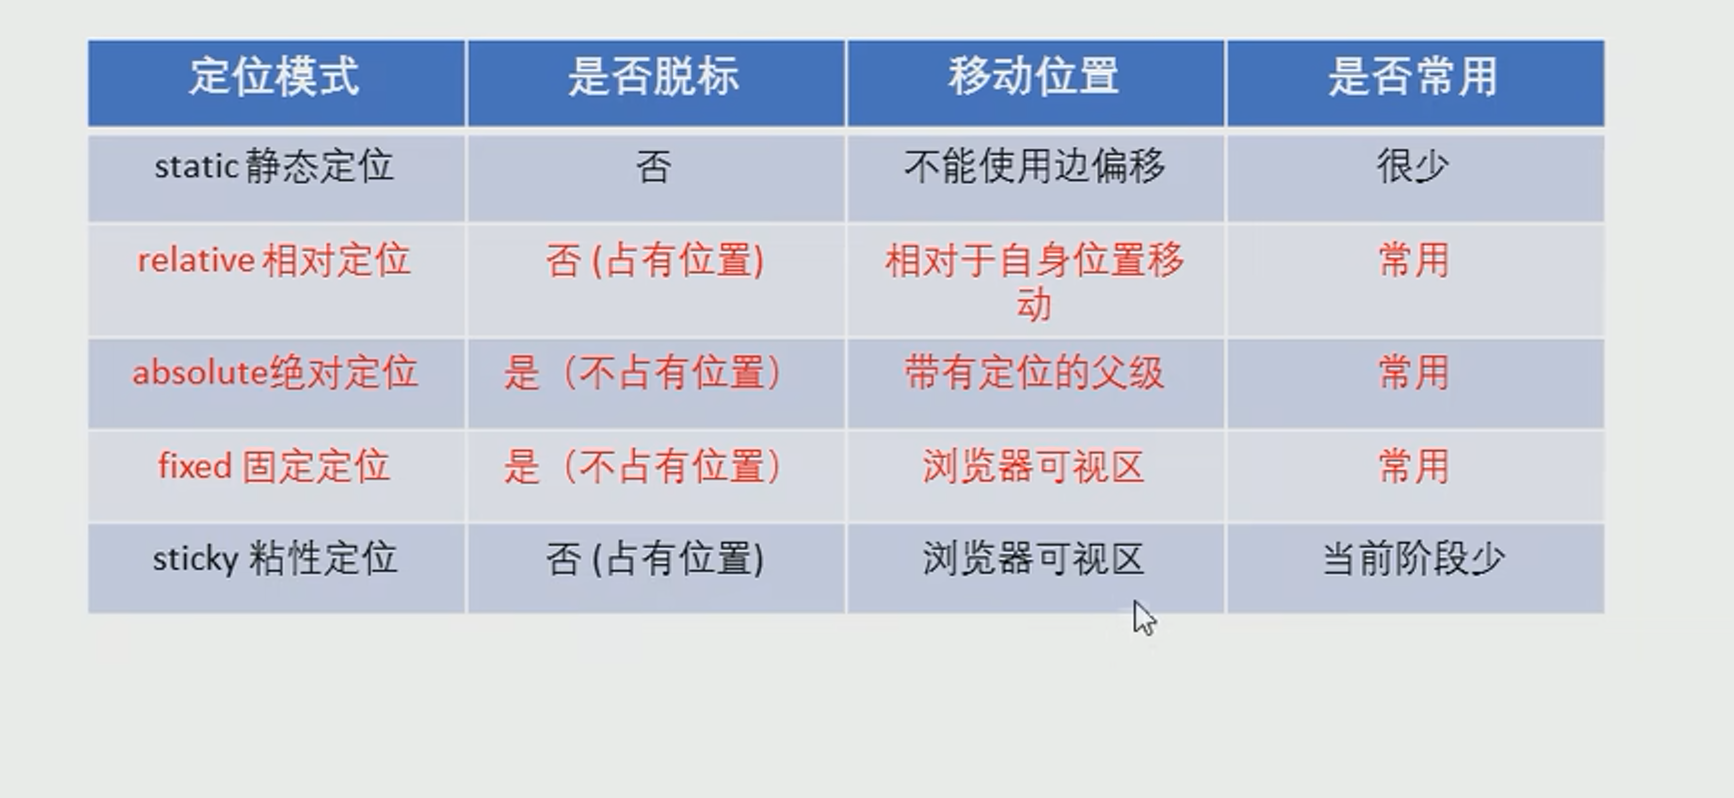 定位模式 是否脱标 移动位置 是否常用
static 静态定位 否 不能使用边偏移 很少
relative 相对定位 否 (占有位置) 相对于自身位置移动 常用
absolute绝对定位 是（不占有位置） 带有定位的父级 常用
fixed 固定定位 是（不占有位置） 浏览器可视区 常用
sticky 粘性定位 否 (占有位置) 浏览器可视区 当前阶段少